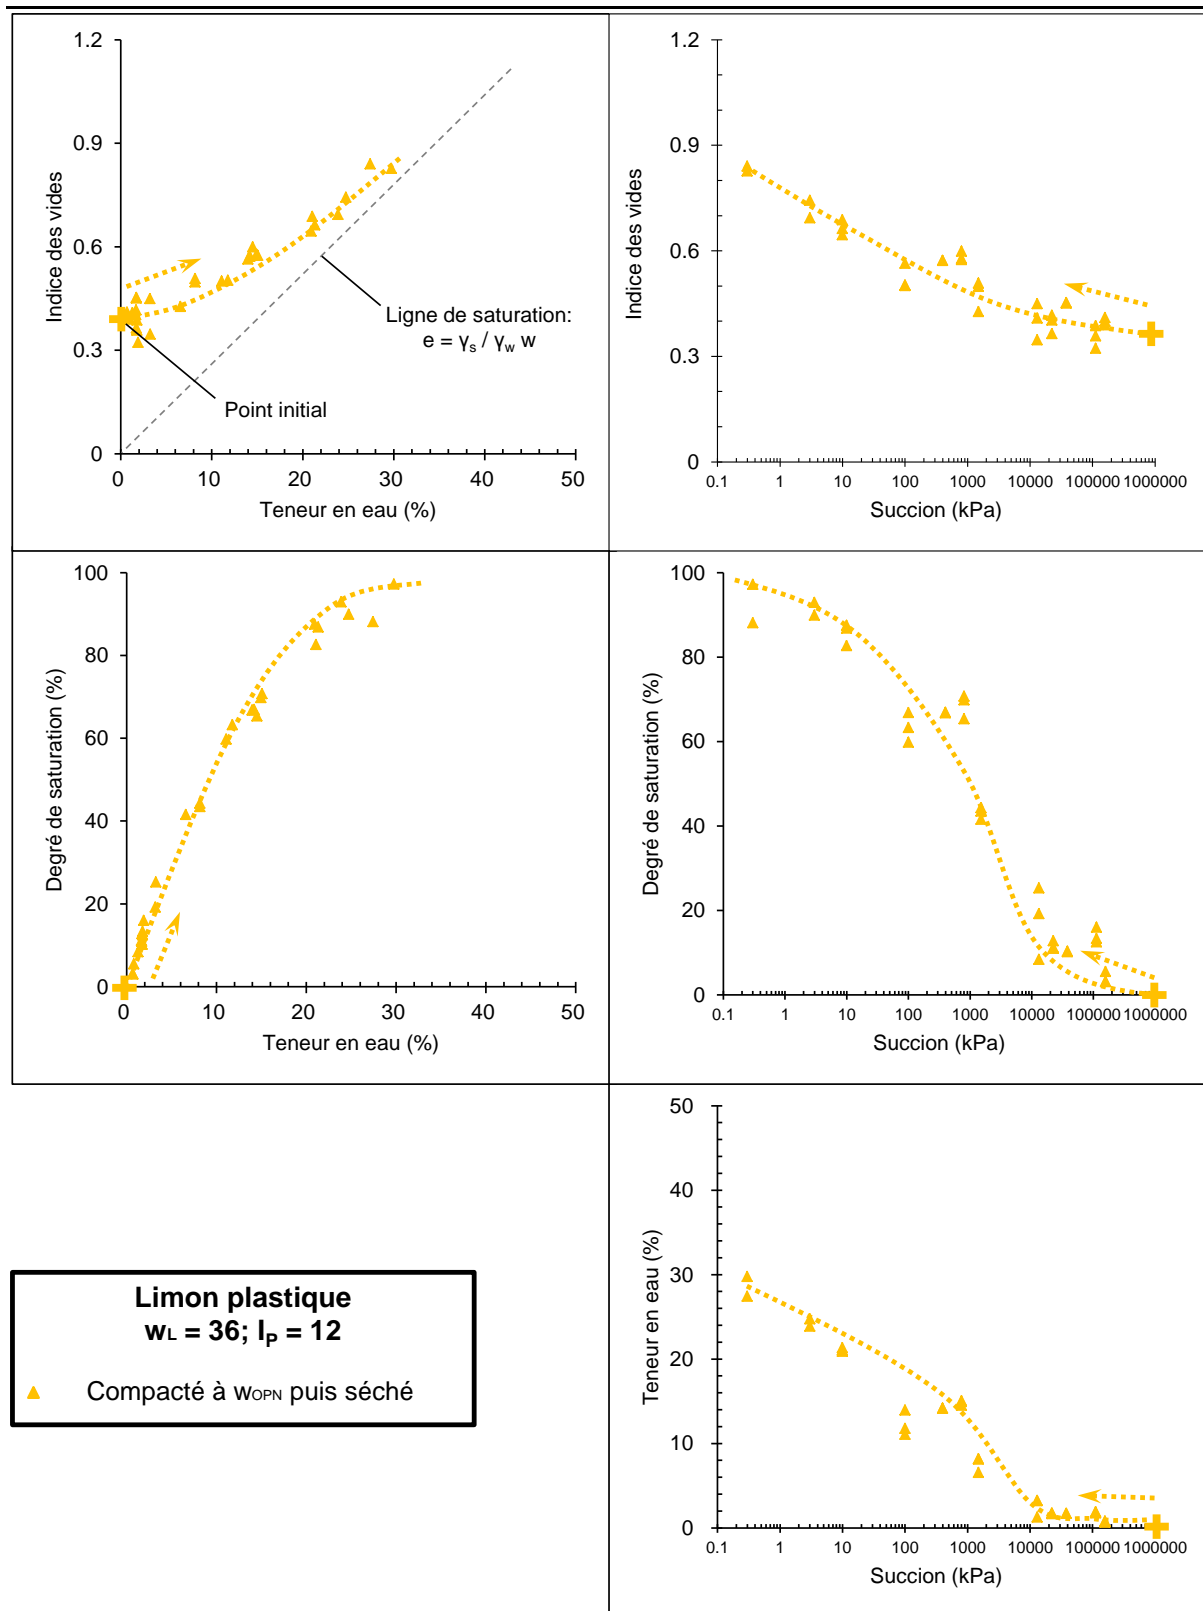 1.2
0.9
0.6
0.3
0
Indice des vides
0 10 20 30 40 50
Teneur en eau (%)
Ligne de saturation:
e = γs / γw w
Point initial
1.2
0.9
0.6
0.3
0
Indice des vides
0.1 1 10 100 1000 10000 100000 1000000
Succion (kPa)
100
80
60
40
20
0
Degré de saturation (%)
0 10 20 30 40 50
Teneur en eau (%)
100
80
60
40
20
0
Degré de saturation (%)
0.1 1 10 100 1000 10000 100000 1000000
Succion (kPa)
Limon plastique
wL = 36; IP = 12
Compacté à wOPN puis séché
50
40
30
20
10
0
Teneur en eau (%)
0.1 1 10 100 1000 10000 100000 1000000
Succion (kPa)